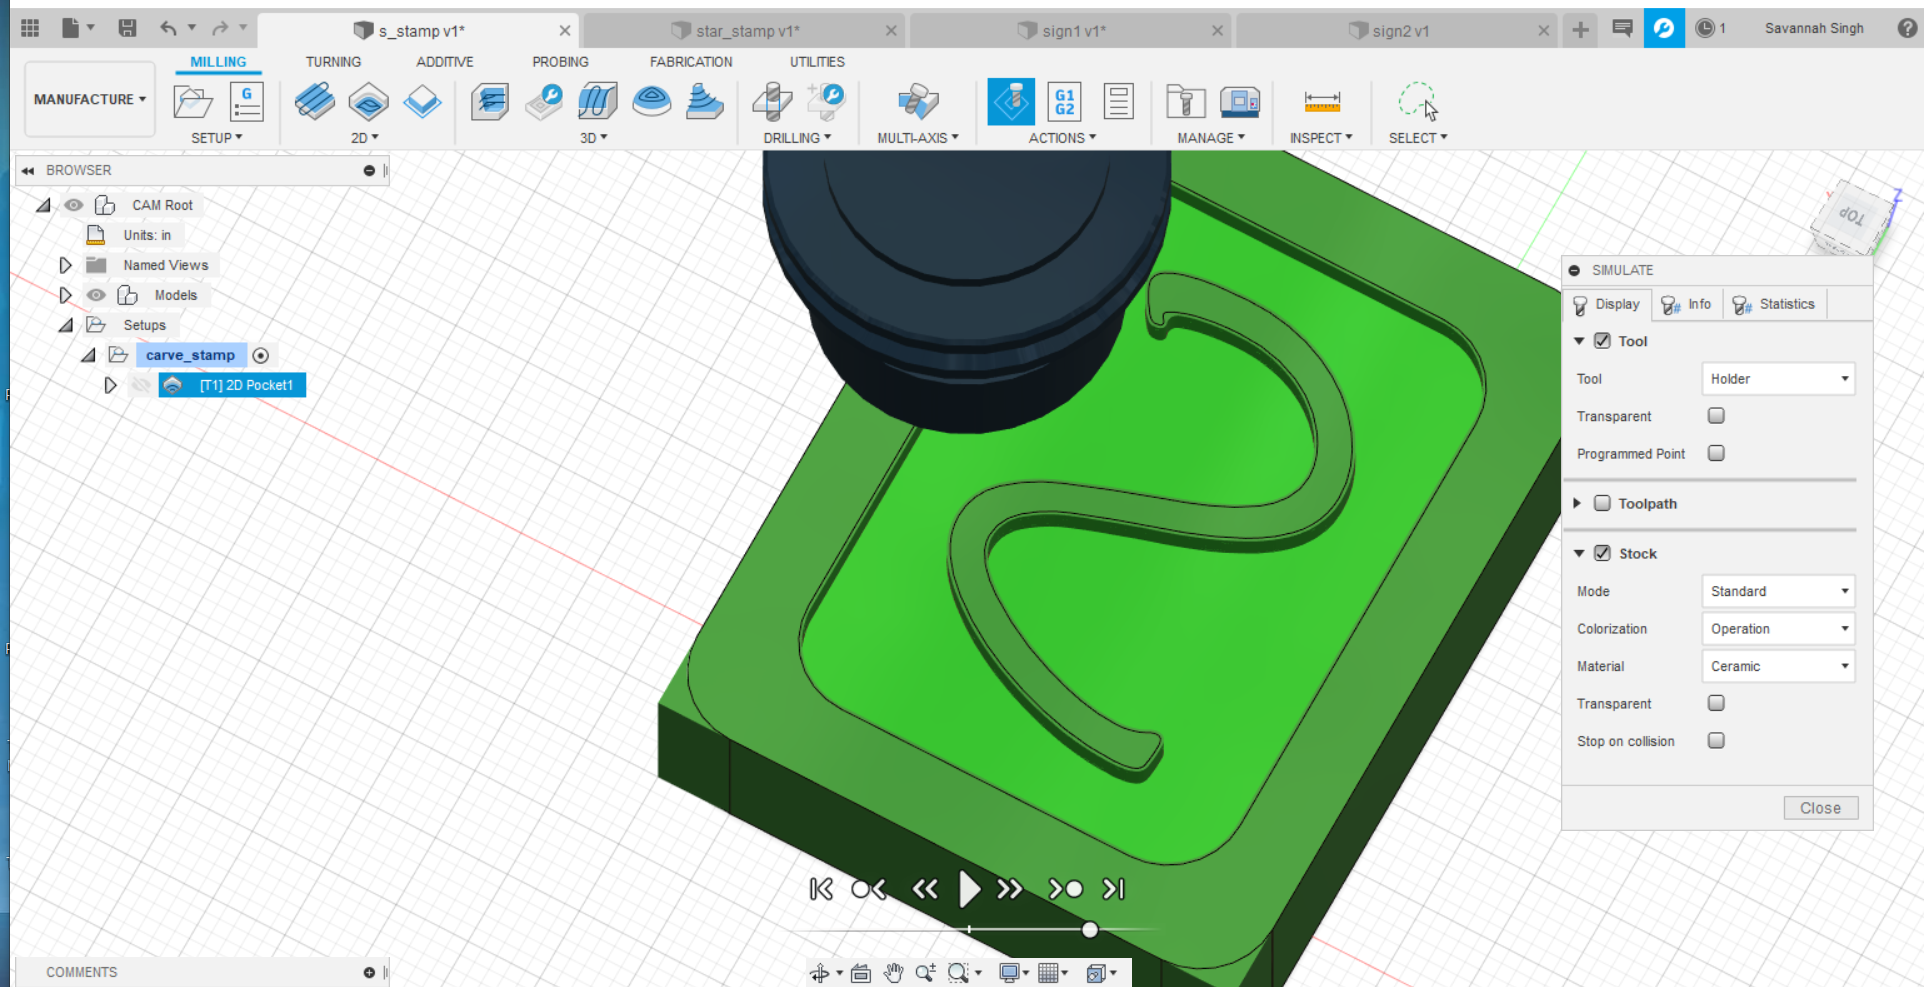 s_stamp v1*
star_stamp v1*
sign1 v1*
sign2 v1
1
Savannah Singh
MILLING
TURNING
ADDITIVE
PROBING
FABRICATION
UTILITIES
MANUFACTURE
G
G1
G2
SETUP
2D
3D
DRILLING
MULTI-AXIS
ACTIONS
MANAGE
INSPECT
SELECT
BROWSER
CAM Root
Units: in
Named Views
Models
Setups
carve_stamp
[T1] 2D Pocket1
TOP
Z
SIMULATE
Display
Info
Statistics
Tool
Tool
Holder
Transparent
Programmed Point
Toolpath
Stock
Mode
Standard
Colorization
Operation
Material
Ceramic
Transparent
Stop on collision
Close
COMMENTS